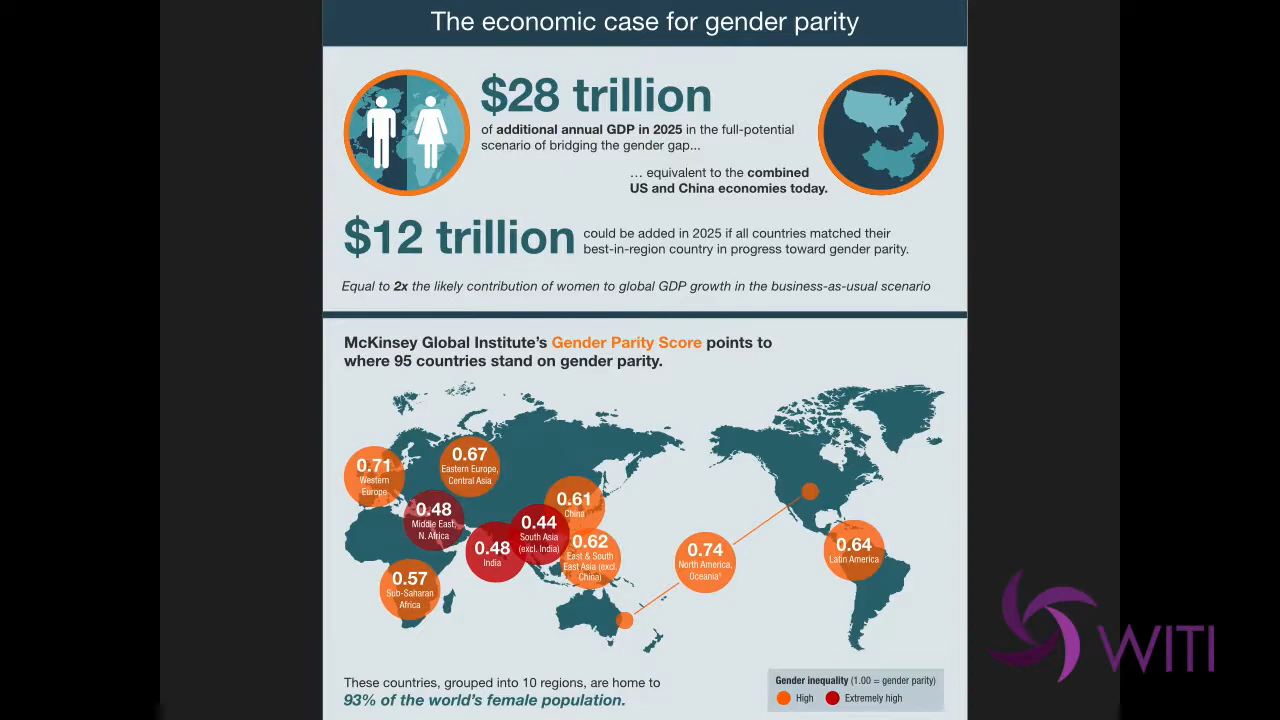 The economic case for gender parity
$28 trillion
of additional annual GDP in 2025 in the full-potential
scenario of bridging the gender gap...
… equivalent to the combined
US and China economies today.
$12 trillion
could be added in 2025 if all countries matched their
best-in-region country in progress toward gender parity.
Equal to 2x the likely contribution of women to global GDP growth in the business-as-usual scenario
McKinsey Global Institute's Gender Parity Score points to
where 95 countries stand on gender parity.
0.71
Western
Europe
0.67
Eastern Europe,
Central Asia
0.48
Middle East,
N. Africa
0.61
China
0.44
South Asia
(excl. India)
0.48
India
0.62
East & South
East Asia (excl.
China)
0.57
Sub-Saharan
Africa
0.74
North America,
Oceania¹
0.64
Latin America
These countries, grouped into 10 regions, are home to
93% of the world's female population.
Gender inequality (1.00 = gender parity)
High
Extremely high
WITI